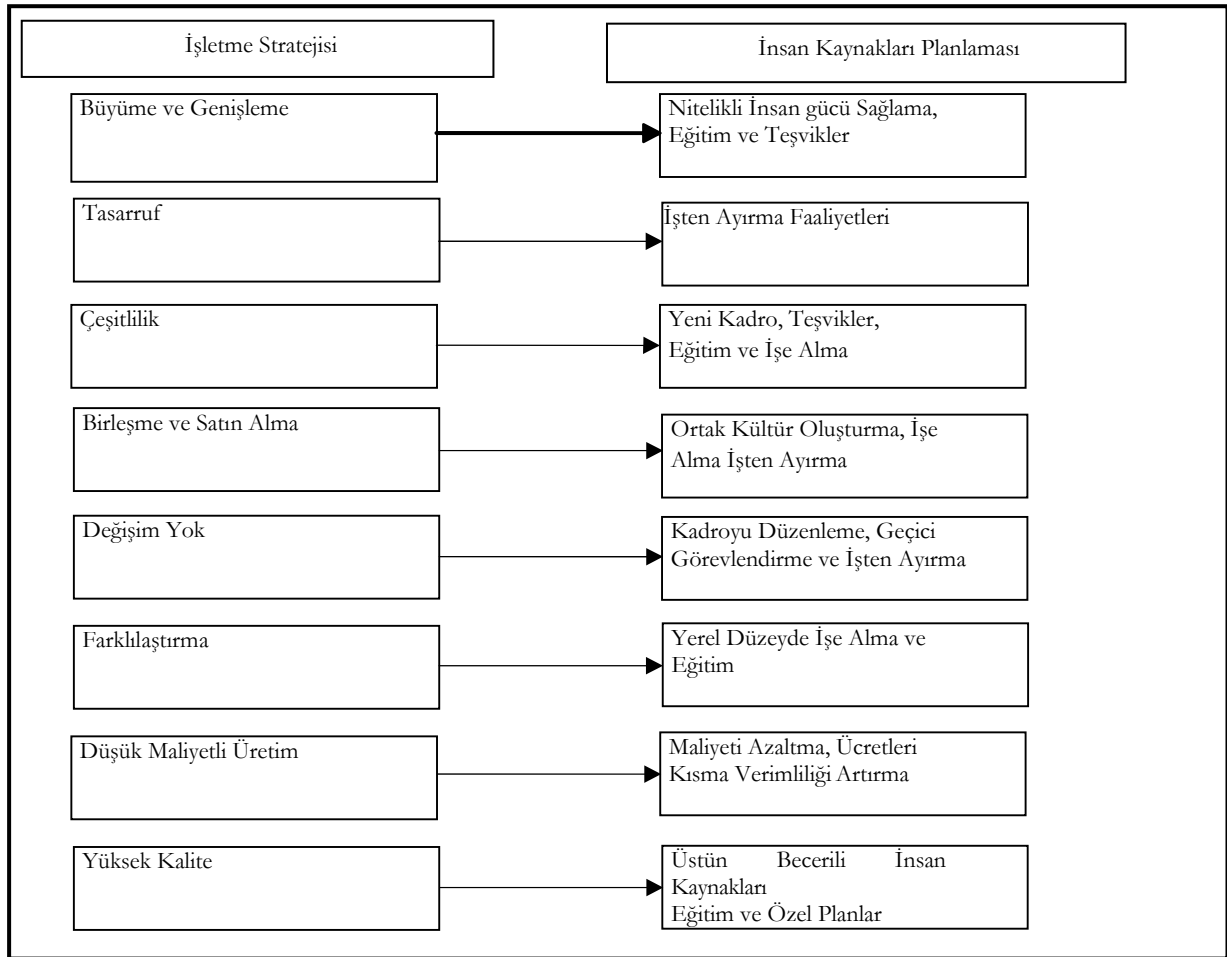 İşletme Stratejisi
İnsan Kaynakları Planlaması
Büyüme ve Genişleme
Nitelikli İnsan gücü Sağlama,
Eğitim ve Teşvikler
Tasarruf
İşten Ayırma Faaliyetleri
Çeşitlilik
Yeni Kadro, Teşvikler,
Eğitim ve İşe Alma
Birleşme ve Satın Alma
Ortak Kültür Oluşturma, İşe
Alma İşten Ayırma
Değişim Yok
Kadroyu Düzenleme, Geçici
Görevlendirme ve İşten Ayırma
Farklılaştırma
Yerel Düzeyde İşe Alma ve
Eğitim
Düşük Maliyetli Üretim
Maliyeti Azaltma, Ücretleri
Kısma Verimliliği Artırma
Yüksek Kalite
Üstün Becerili İnsan
Kaynakları
Eğitim ve Özel Planlar